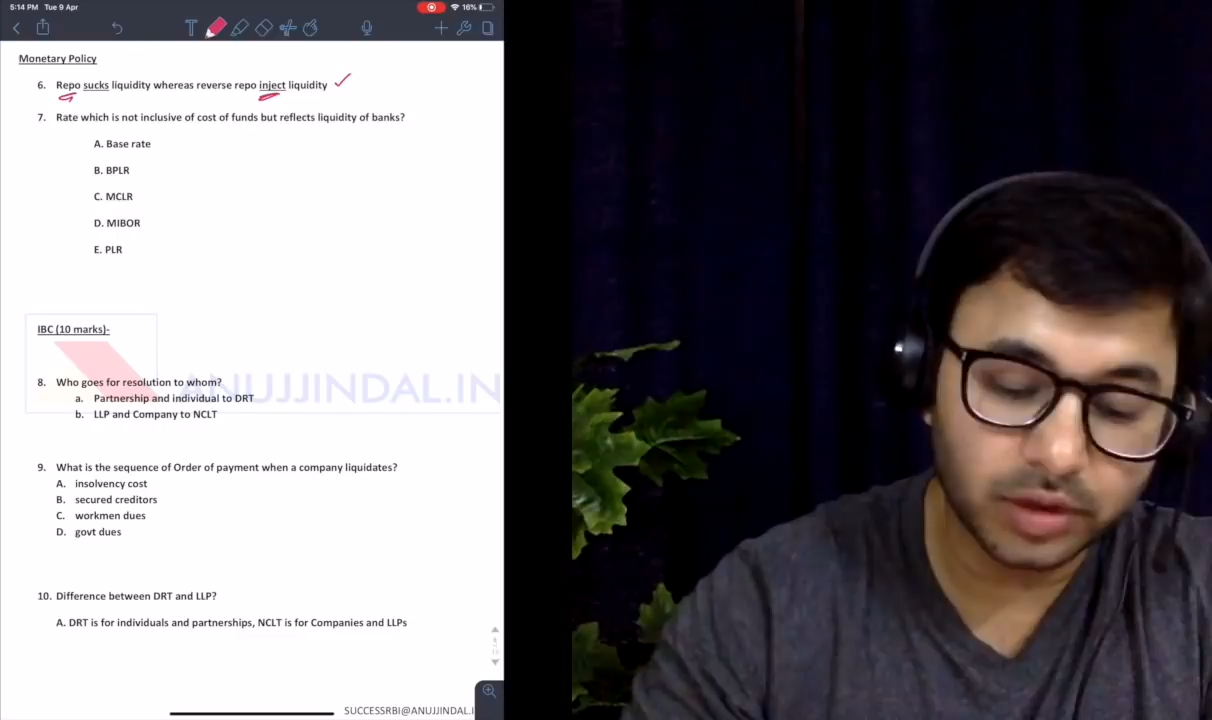 5:14 PM Tue 9 Apr
16%
Monetary Policy
6. Repo sucks liquidity whereas reverse repo inject liquidity
7. Rate which is not inclusive of cost of funds but reflects liquidity of banks?
A. Base rate
B. BPLR
C. MCLR
D. MIBOR
E. PLR
IBC (10 marks)-
ANUJJINDAL.IN
8. Who goes for resolution to whom?
a. Partnership and individual to DRT
b. LLP and Company to NCLT
9. What is the sequence of Order of payment when a company liquidates?
A. insolvency cost
B. secured creditors
C. workmen dues
D. govt dues
10. Difference between DRT and LLP?
A. DRT is for individuals and partnerships, NCLT is for Companies and LLPs
SUCCESSRBI@ANUJJINDAL.I